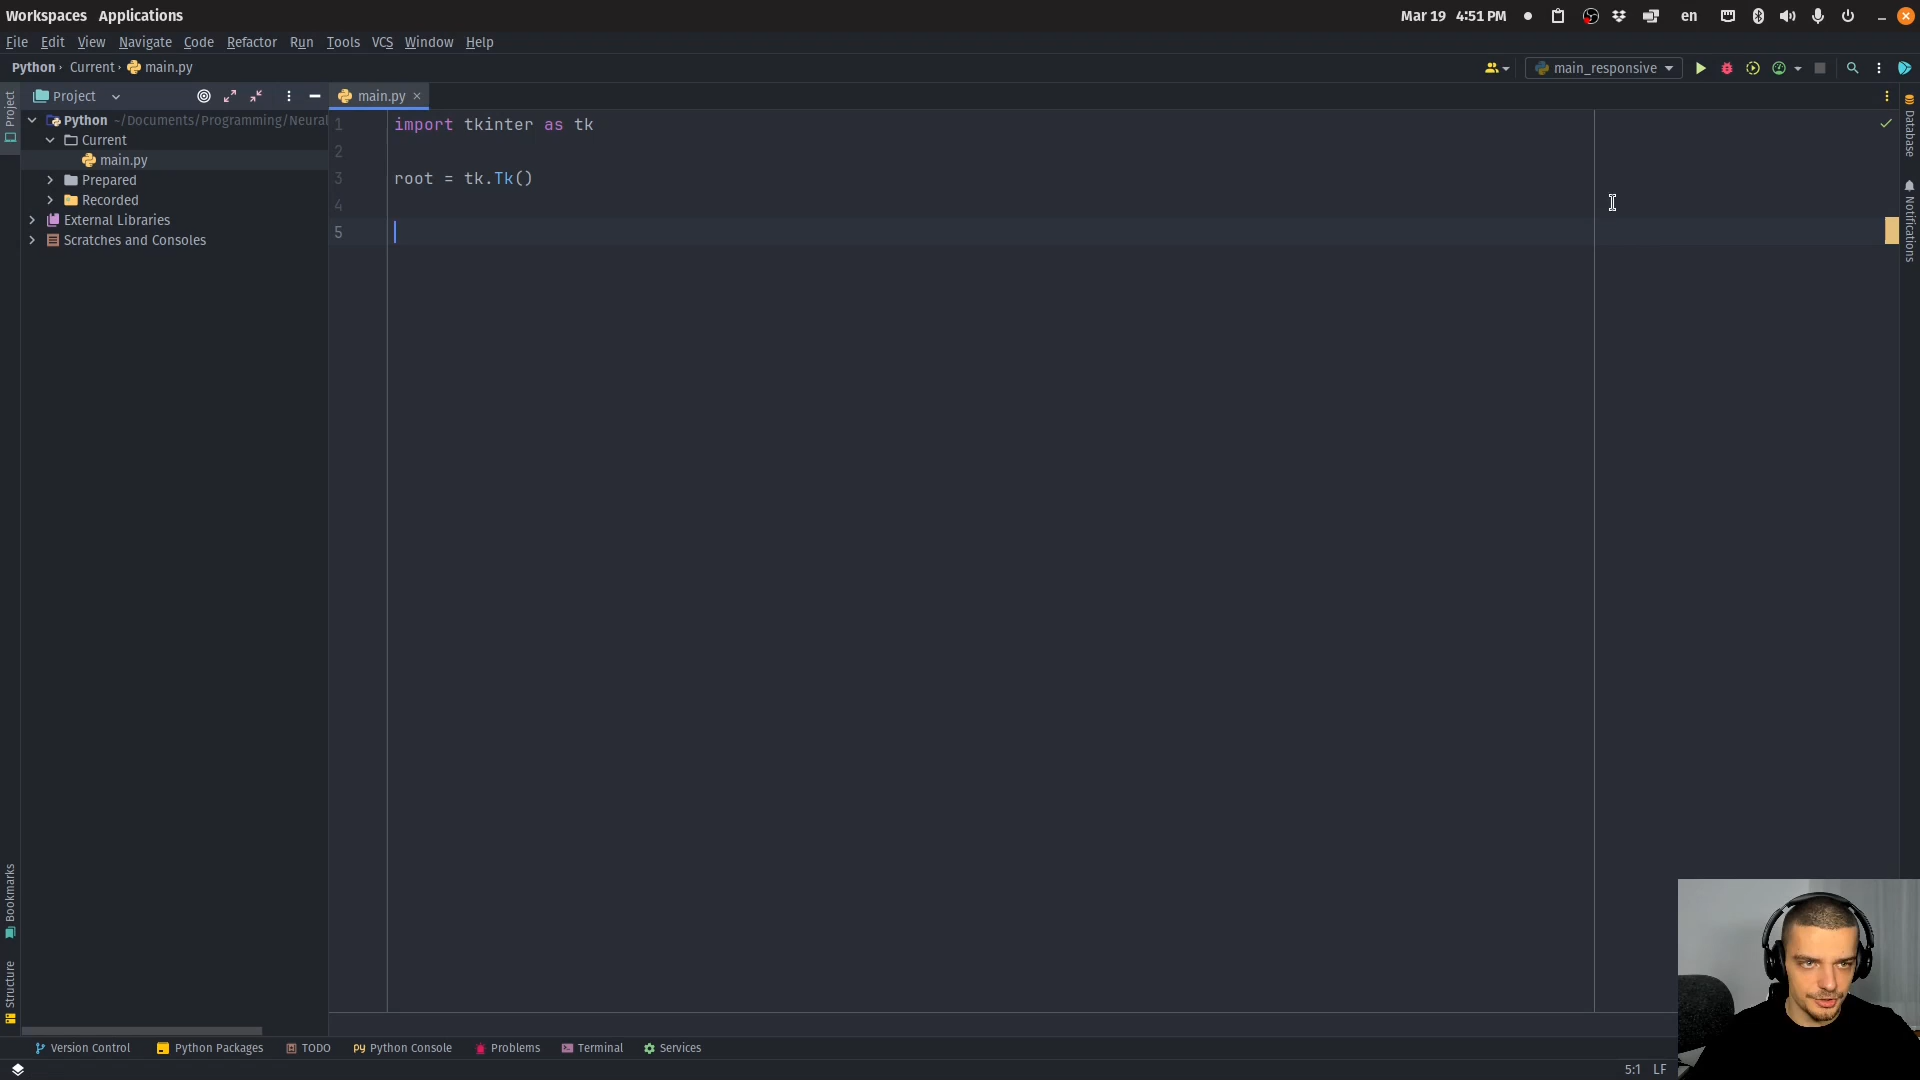 Workspaces Applications
Mar 19 4:51 PM
en
File Edit View Navigate Code Refactor Run Tools VCS Window Help
Python › Current › main.py
main_responsive
Project
Project
main.py
Python ~/Documents/Programming/Neural
Current
main.py
Prepared
Recorded
External Libraries
Scratches and Consoles
1 import tkinter as tk
2
3 root = tk.Tk()
4
5
Database
Notifications
Bookmarks
Structure
Version Control
Python Packages
TODO
Python Console
Problems
Terminal
Services
5:1 LF